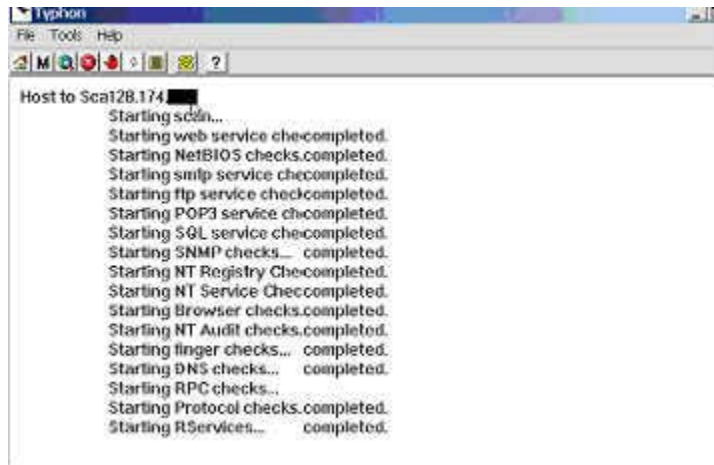 Typhon
File Tools Help
M ?
Host to Sca128.174.
Starting scan...
Starting web service checompleted.
Starting NetBIOS checks.completed.
Starting smtp service checompleted.
Starting ftp service checkcompleted.
Starting POP3 service checompleted.
Starting SQL service checompleted.
Starting SNMP checks... completed.
Starting NT Registry Checompleted.
Starting NT Service Checcompleted.
Starting Browser checks.completed.
Starting NT Audit checks.completed.
Starting finger checks... completed.
Starting DNS checks... completed.
Starting RPC checks...
Starting Protocol checks.completed.
Starting RServices... completed.